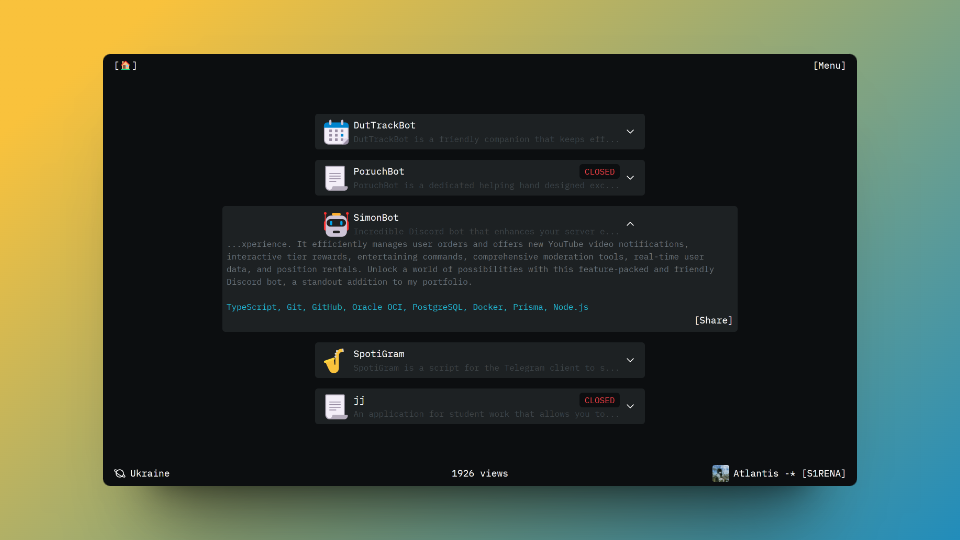 [🏠]
[Menu]
DutTrackBot
DutTrackBot is a friendly companion that keeps eff...
PoruchBot
CLOSED
PoruchBot is a dedicated helping hand designed exc...
SimonBot
Incredible Discord bot that enhances your server e...
...xperience. It efficiently manages user orders and offers new YouTube video notifications,
interactive tier rewards, entertaining commands, comprehensive moderation tools, real-time user
data, and position rentals. Unlock a world of possibilities with this feature-packed and friendly
Discord bot, a standout addition to my portfolio.
TypeScript, Git, GitHub, Oracle OCI, PostgreSQL, Docker, Prisma, Node.js
[Share]
SpotiGram
SpotiGram is a script for the Telegram client to s...
jj
CLOSED
An application for student work that allows you to...
Ukraine
1926 views
Atlantis -* [S1RENA]